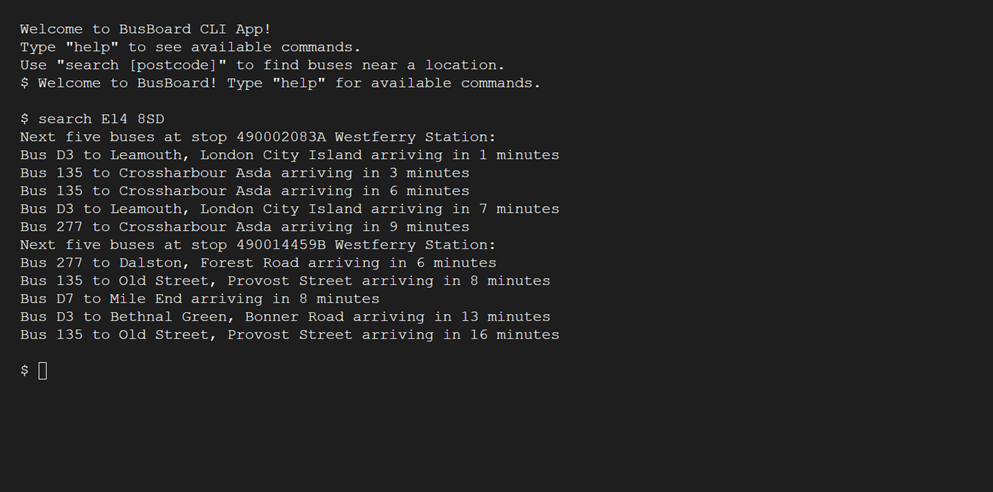 Welcome to BusBoard CLI App!
Type "help" to see available commands.
Use "search [postcode]" to find buses near a location.
$ Welcome to BusBoard! Type "help" for available commands.
$ search E14 8SD
Next five buses at stop 490002083A Westferry Station:
Bus D3 to Leamouth, London City Island arriving in 1 minutes
Bus 135 to Crossharbour Asda arriving in 3 minutes
Bus 135 to Crossharbour Asda arriving in 6 minutes
Bus D3 to Leamouth, London City Island arriving in 7 minutes
Bus 277 to Crossharbour Asda arriving in 9 minutes
Next five buses at stop 490014459B Westferry Station:
Bus 277 to Dalston, Forest Road arriving in 6 minutes
Bus 135 to Old Street, Provost Street arriving in 8 minutes
Bus D7 to Mile End arriving in 8 minutes
Bus D3 to Bethnal Green, Bonner Road arriving in 13 minutes
Bus 135 to Old Street, Provost Street arriving in 16 minutes
$